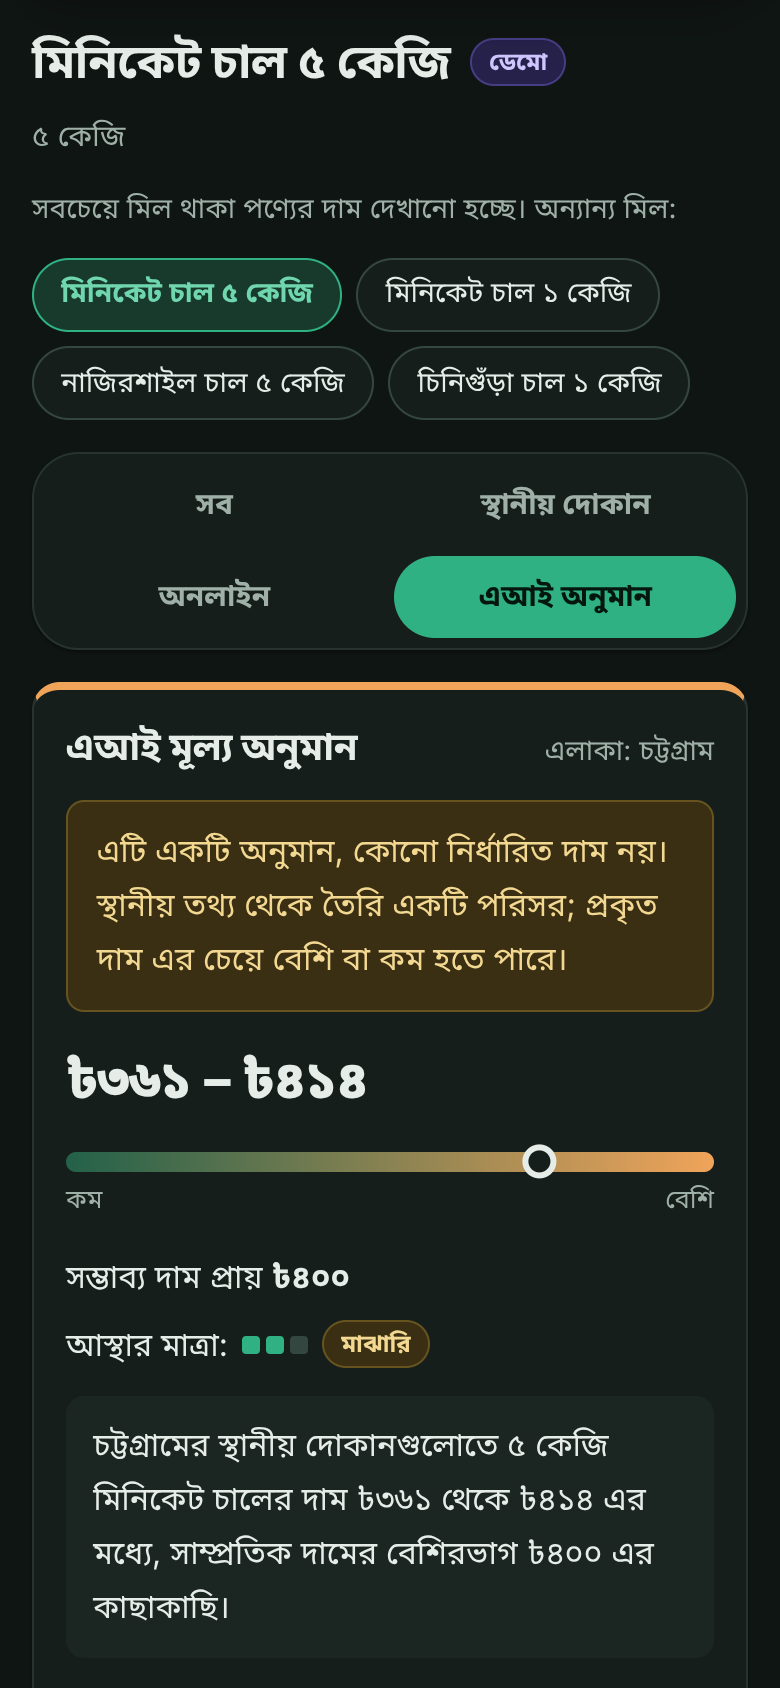 মিনিকেট চাল ৫ কেজি ডেমো
৫ কেজি
সবচেয়ে মিল থাকা পণ্যের দাম দেখানো হচ্ছে। অন্যান্য মিল:
মিনিকেট চাল ৫ কেজি মিনিকেট চাল ১ কেজি
নাজিরশাইল চাল ৫ কেজি চিনিগুঁড়া চাল ১ কেজি
সব স্থানীয় দোকান
অনলাইন এআই অনুমান
এআই মূল্য অনুমান এলাকা: চট্টগ্রাম
এটি একটি অনুমান, কোনো নির্ধারিত দাম নয়।
স্থানীয় তথ্য থেকে তৈরি একটি পরিসর; প্রকৃত
দাম এর চেয়ে বেশি বা কম হতে পারে।
৳৩৬১ – ৳৪১৪
কম বেশি
সম্ভাব্য দাম প্রায় ৳৪০০
আস্থার মাত্রা: মাঝারি
চট্টগ্রামের স্থানীয় দোকানগুলোতে ৫ কেজি
মিনিকেট চালের দাম ৳৩৬১ থেকে ৳৪১৪ এর
মধ্যে, সাম্প্রতিক দামের বেশিরভাগ ৳৪০০ এর
কাছাকাছি।